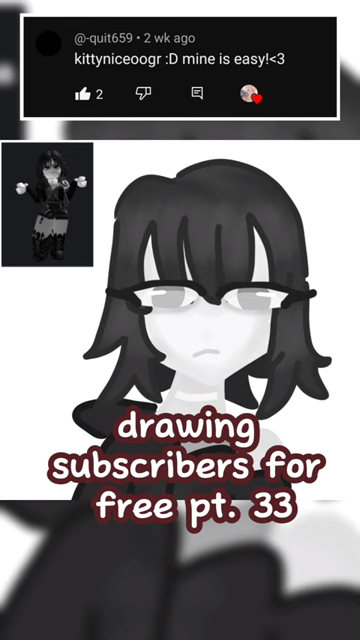 @-quit659 • 2 wk ago
kittyniceoogr :D mine is easy!<3
2
drawing
subscribers for
free pt. 33